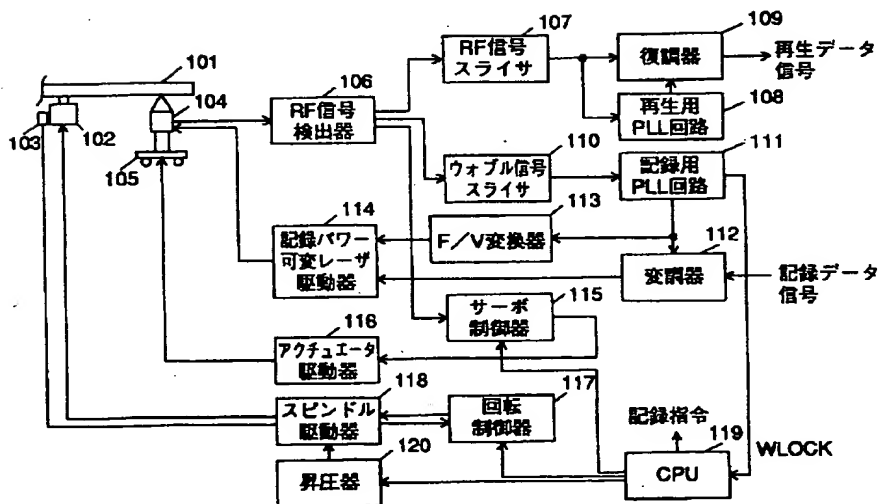 107
109
RF信号
スライサ
復調器
再生データ
信号
101
106
104
RF信号
検出器
108
再生用
PLL回路
103
102
110
111
105
ウォブル信号
スライサ
記録用
PLL回路
114
113
記録パワー
可変レーザ
駆動器
F/V変換器
112
変調器
記録データ
信号
115
サーボ
制御器
116
アクチュエータ
駆動器
118
117
スピンドル
駆動器
回転
制御器
記録指令
119
WLOCK
120
CPU
昇圧器